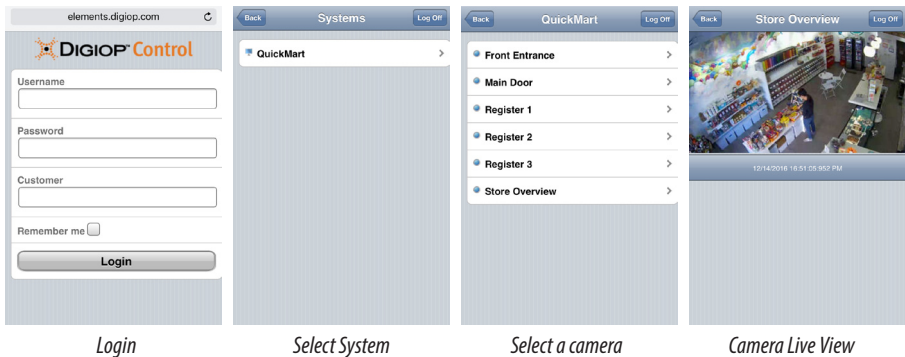 elements.digiop.com
DIGIOP Control
Username
Password
Customer
Remember me
Login
Login
Back Systems Log Off
QuickMart
Select System
Back QuickMart Log Off
Front Entrance
Main Door
Register 1
Register 2
Register 3
Store Overview
Select a camera
Back Store Overview Log Off
12/14/2016 16:51:05:952 PM
Camera Live View